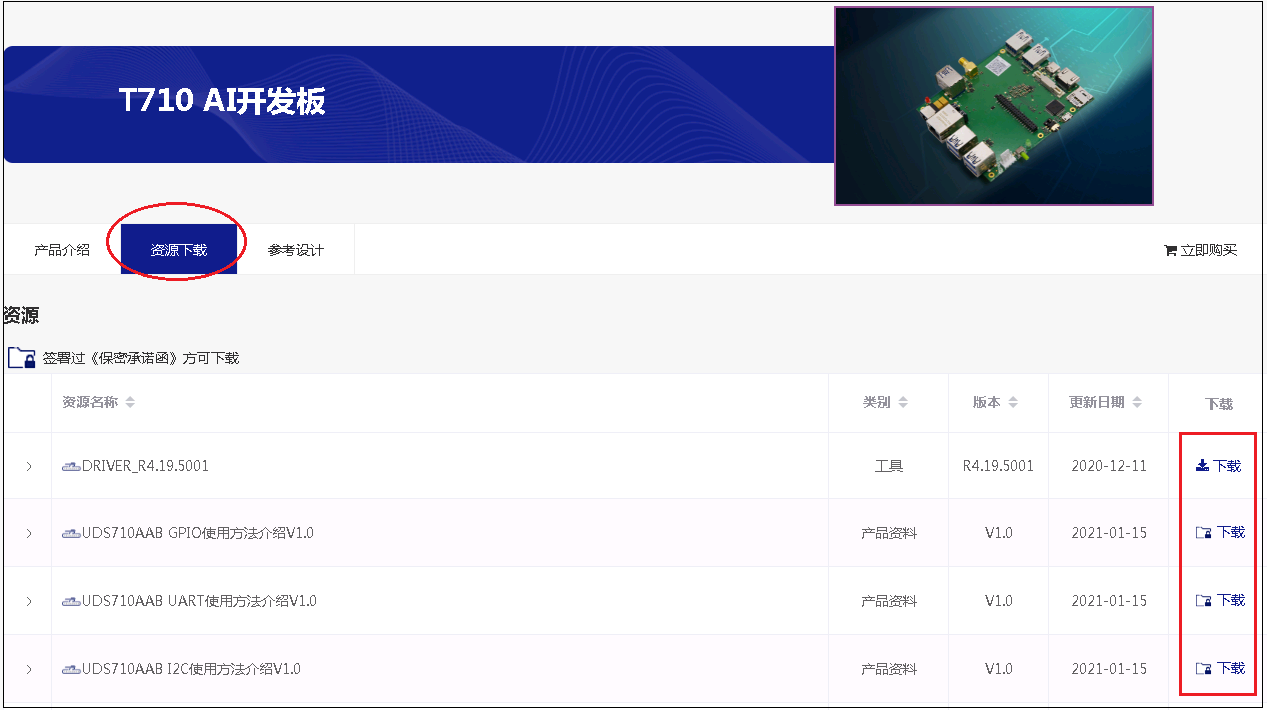 T710 AI开发板
产品介绍 资源下载 参考设计 立即购买
资源
签署过《保密承诺函》方可下载
资源名称 类别 版本 更新日期 下载
DRIVER_R4.19.5001 工具 R4.19.5001 2020-12-11 下载
UDS710AAB GPIO使用方法介绍V1.0 产品资料 V1.0 2021-01-15 下载
UDS710AAB UART使用方法介绍V1.0 产品资料 V1.0 2021-01-15 下载
UDS710AAB I2C使用方法介绍V1.0 产品资料 V1.0 2021-01-15 下载